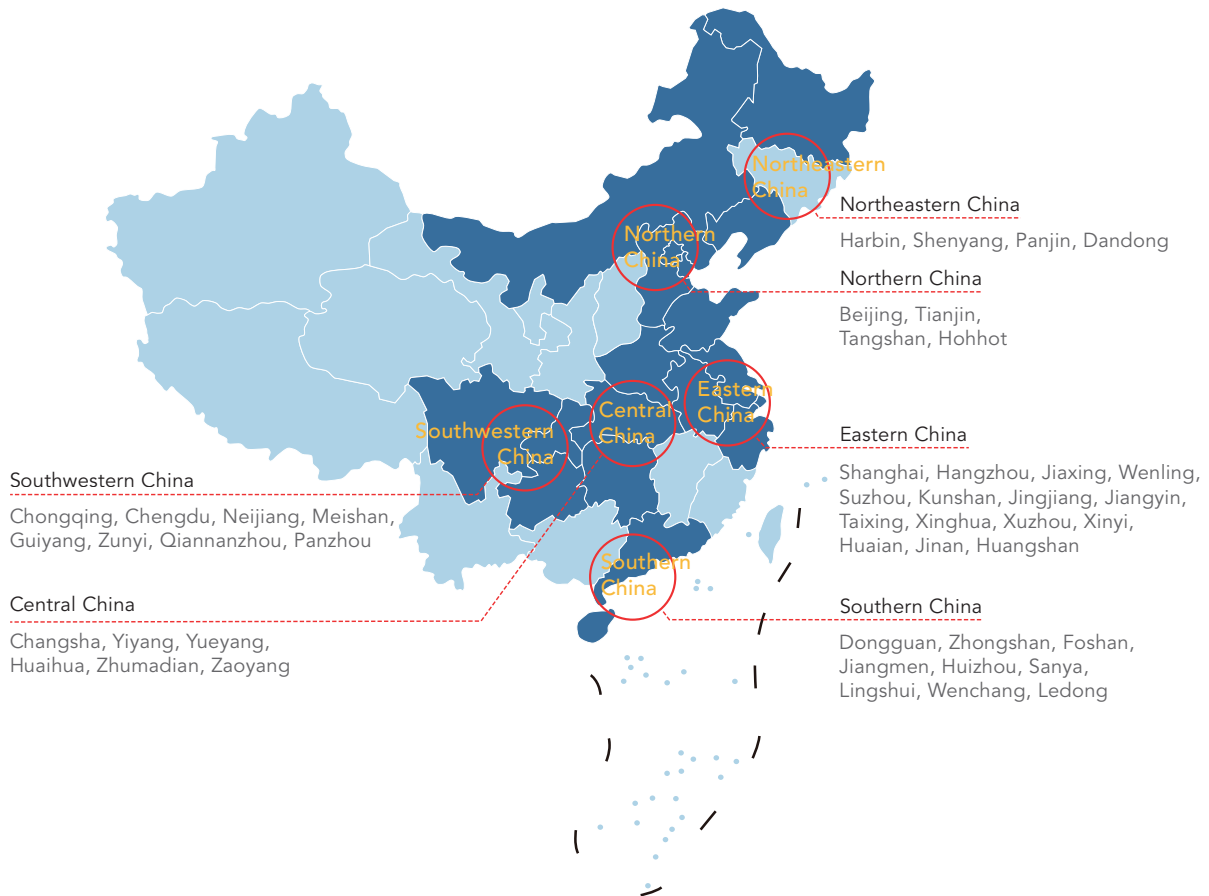 Northeastern
China
Northern
China
Eastern
China
Central
China
Southwestern
China
Southern
China
Northeastern China
Harbin, Shenyang, Panjin, Dandong
Northern China
Beijing, Tianjin,
Tangshan, Hohhot
Eastern China
Shanghai, Hangzhou, Jiaxing, Wenling,
Suzhou, Kunshan, Jingjiang, Jiangyin,
Taixing, Xinghua, Xuzhou, Xinyi,
Huaian, Jinan, Huangshan
Southwestern China
Chongqing, Chengdu, Neijiang, Meishan,
Guiyang, Zunyi, Qiannanzhou, Panzhou
Central China
Changsha, Yiyang, Yueyang,
Huaihua, Zhumadian, Zaoyang
Southern China
Dongguan, Zhongshan, Foshan,
Jiangmen, Huizhou, Sanya,
Lingshui, Wenchang, Ledong